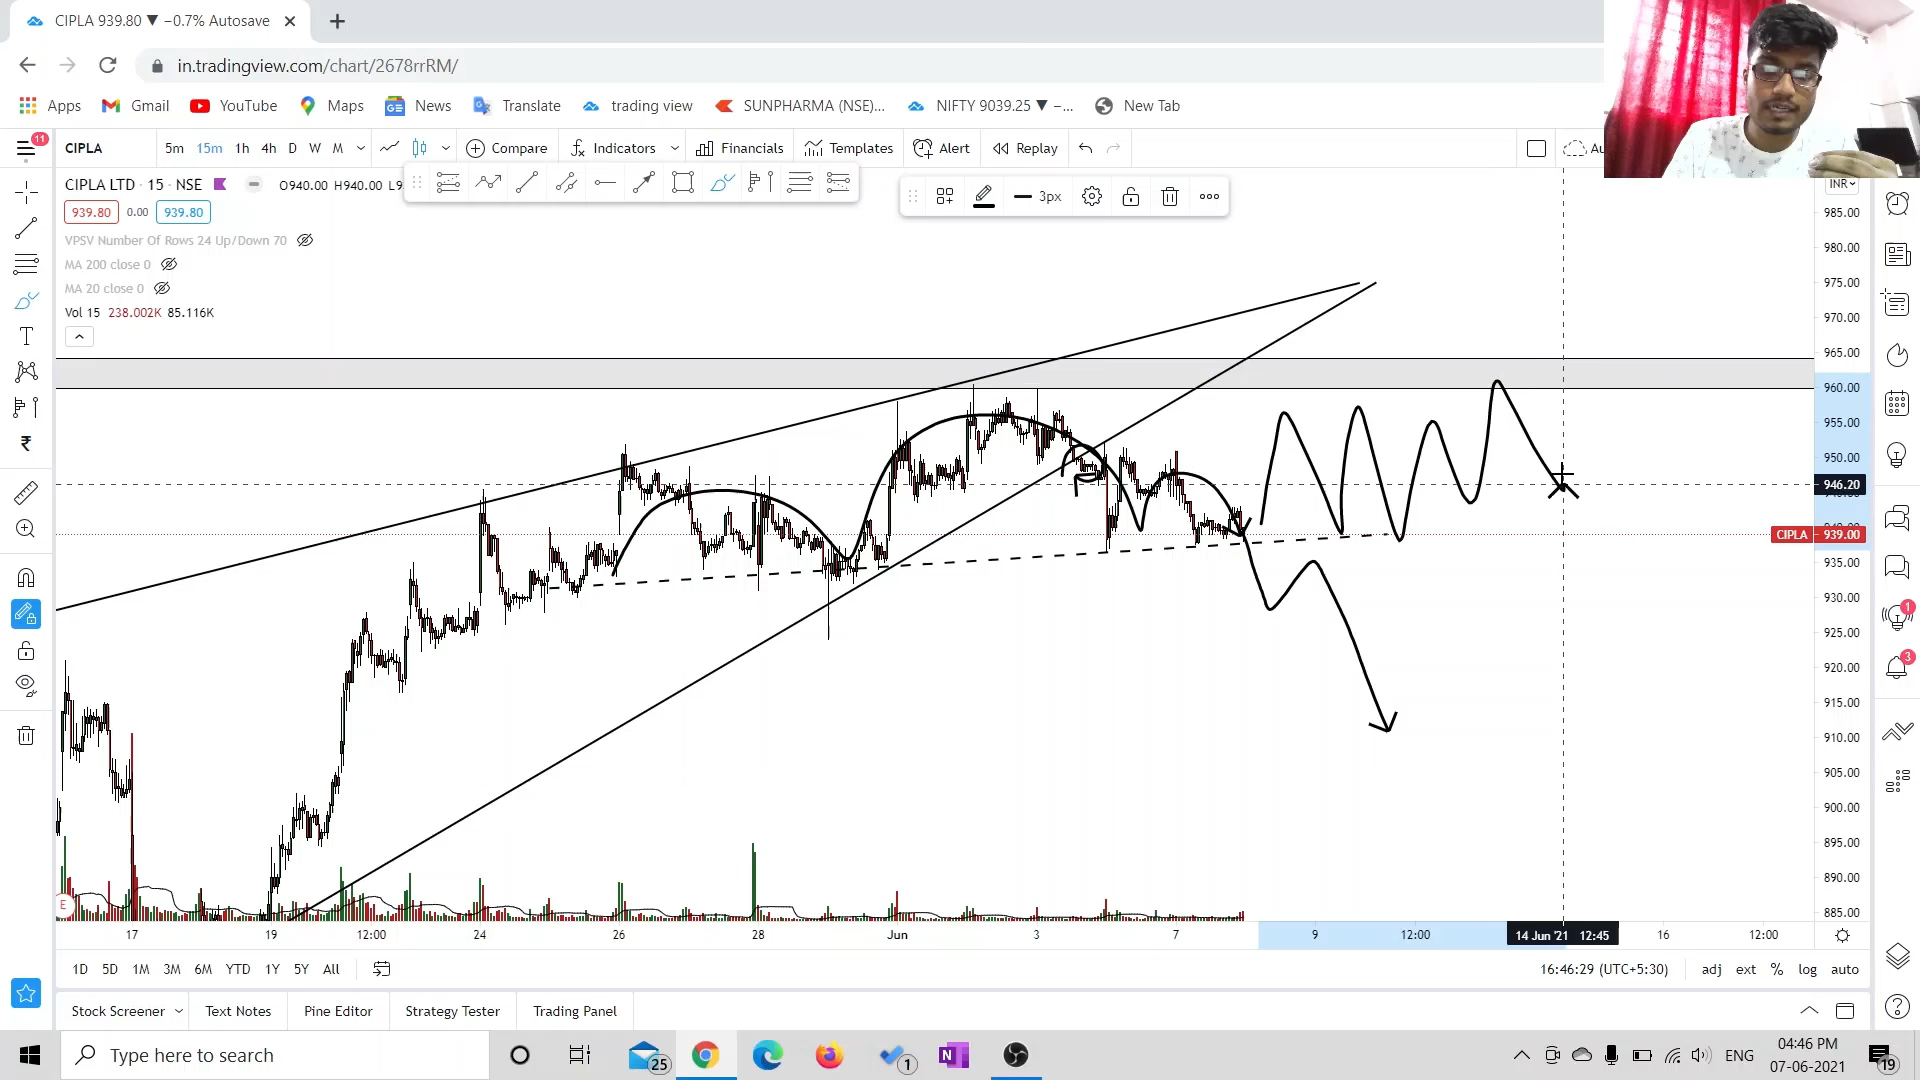 CIPLA 939.80 ▼ −0.7% Autosave
in.tradingview.com/chart/2678rrRM/
Apps Gmail YouTube Maps News Translate trading view SUNPHARMA (NSE)... NIFTY 9039.25 ▼ −... New Tab
11
CIPLA 5m 15m 1h 4h D W M Compare Indicators Financials Templates Alert Replay
CIPLA LTD · 15 · NSE O940.00 H940.00
3px
INR
939.80 0.00 939.80
VPSV Number Of Rows 24 Up/Down 70
MA 200 close 0
MA 20 close 0
Vol 15 238.002K 85.116K
985.00
980.00
975.00
970.00
965.00
960.00
955.00
950.00
946.20
CIPLA 939.00
935.00
930.00
925.00
920.00
915.00
910.00
905.00
900.00
895.00
890.00
885.00
1
3
E
17 19 12:00 24 26 28 Jun 3 7 9 12:00 14 Jun '21 12:45 16 12:00
1D 5D 1M 3M 6M YTD 1Y 5Y All 16:46:29 (UTC+5:30) adj ext % log auto
Stock Screener Text Notes Pine Editor Strategy Tester Trading Panel
Type here to search 25 1 N ENG 04:46 PM
07-06-2021
19